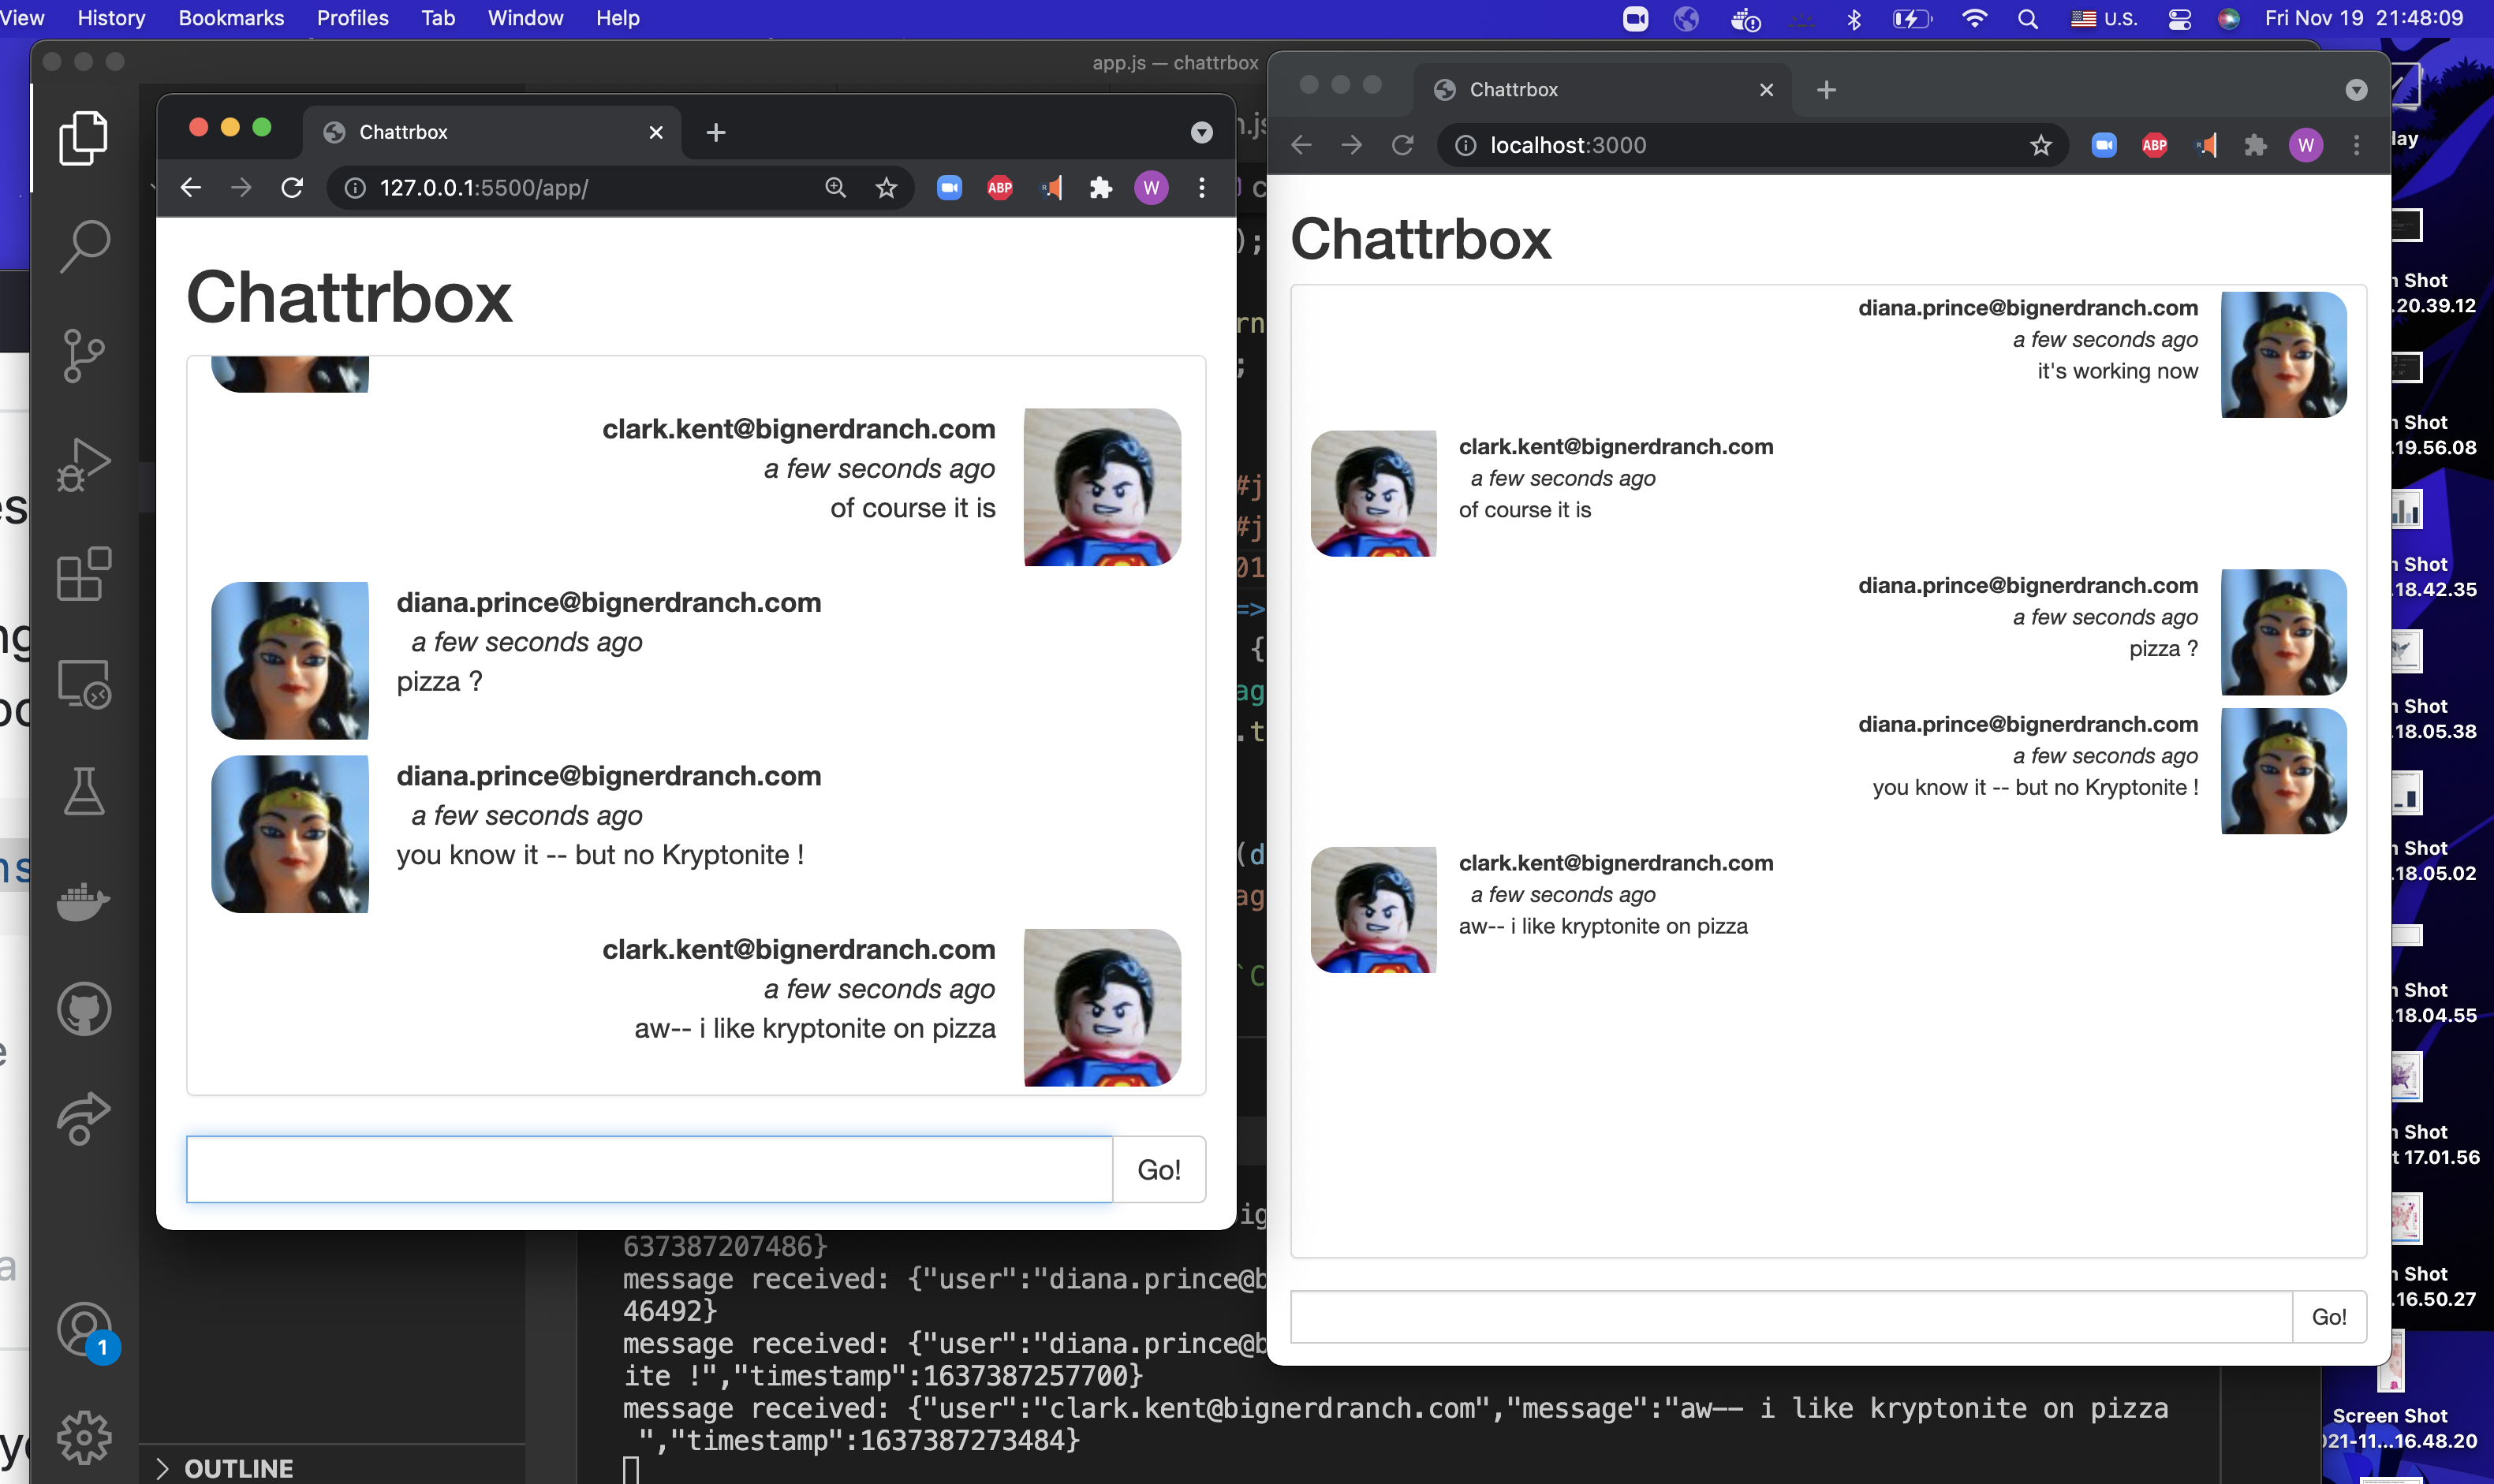 View History Bookmarks Profiles Tab Window Help
U.S. Fri Nov 19 21:48:09
app.js — chattrbox
Chattrbox
127.0.0.1:5500/app/
ABP
W
Chattrbox
clark.kent@bignerdranch.com
a few seconds ago
of course it is
diana.prince@bignerdranch.com
a few seconds ago
pizza ?
diana.prince@bignerdranch.com
a few seconds ago
you know it -- but no Kryptonite !
clark.kent@bignerdranch.com
a few seconds ago
aw-- i like kryptonite on pizza
Go!
Chattrbox
localhost:3000
ABP
W
Chattrbox
diana.prince@bignerdranch.com
a few seconds ago
it's working now
clark.kent@bignerdranch.com
a few seconds ago
of course it is
diana.prince@bignerdranch.com
a few seconds ago
pizza ?
diana.prince@bignerdranch.com
a few seconds ago
you know it -- but no Kryptonite !
clark.kent@bignerdranch.com
a few seconds ago
aw-- i like kryptonite on pizza
Go!
637387207486}
message received: {"user":"diana.prince@b
46492}
message received: {"user":"diana.prince@b
ite !","timestamp":1637387257700}
message received: {"user":"clark.kent@bignerdranch.com","message":"aw-- i like kryptonite on pizza
","timestamp":1637387273484}
1
OUTLINE
Shot
.20.39.12
Shot
.19.56.08
Shot
.18.42.35
Shot
.18.05.38
Shot
.18.05.02
Shot
.18.04.55
Shot
t 17.01.56
Shot
.16.50.27
Screen Shot
021-11...16.48.20